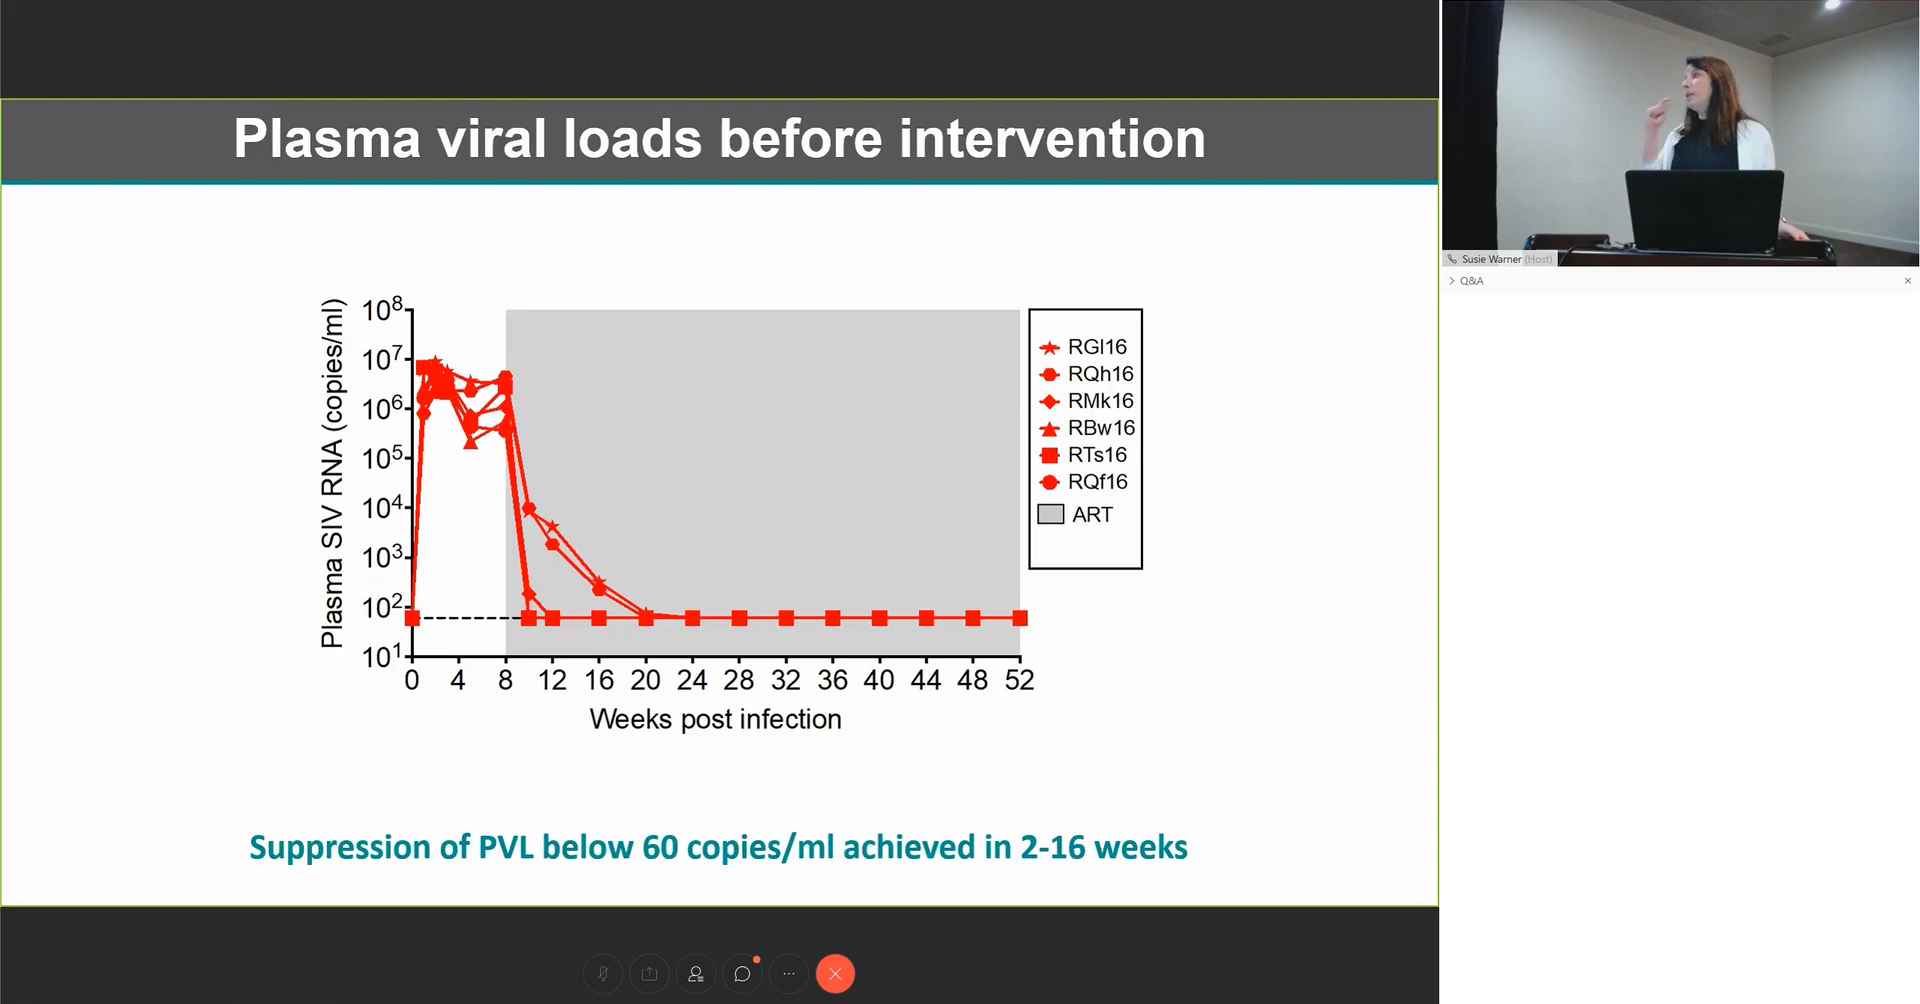 Plasma viral loads before intervention
Plasma SIV RNA (copies/ml)
10⁸
10⁷
10⁶
10⁵
10⁴
10³
10²
10¹
0 4 8 12 16 20 24 28 32 36 40 44 48 52
Weeks post infection
RGl16
RQh16
RMk16
RBw16
RTs16
RQf16
ART
Suppression of PVL below 60 copies/ml achieved in 2-16 weeks
Susie Warner (Host)
Q&A